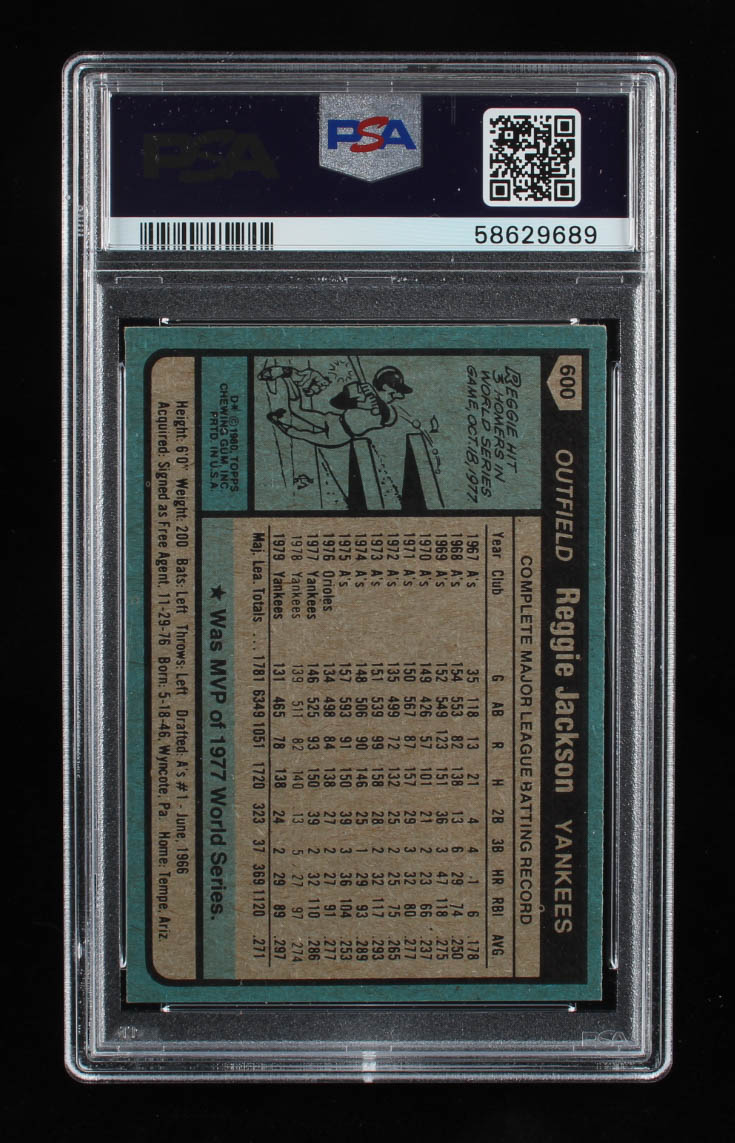 PSA
PSA
58629689
600 OUTFIELD Reggie Jackson YANKEES
REGGIE HIT
3 HOMERS IN
WORLD SERIES
GAME, OCT. 18, 1977.
D* © 1980, TOPPS
CHEWING GUM, INC.
PRTD. IN U.S.A.
COMPLETE MAJOR LEAGUE BATTING RECORD
Year Club G AB R H 2B 3B HR RBI AVG.
1967 A's 35 118 13 21 4 4 1 6 .178
1968 A's 154 553 82 138 13 6 29 74 .250
1969 A's 152 549 123 151 36 3 47 118 .275
1970 A's 149 426 57 101 21 2 23 66 .237
1971 A's 150 567 87 157 29 3 32 80 .277
1972 A's 135 499 72 132 25 2 25 75 .265
1973 A's 151 539 99 158 28 2 32 117 .293
1974 A's 148 506 90 146 25 1 29 93 .289
1975 A's 157 593 91 150 39 3 36 104 .253
1976 Orioles 134 498 84 138 27 2 27 91 .277
1977 Yankees 146 525 93 150 39 2 32 110 .286
1978 Yankees 139 511 82 140 13 5 27 97 .274
1979 Yankees 131 465 78 138 24 2 29 89 .297
Maj. Lea. Totals ... 1781 6349 1051 1720 323 37 369 1120 .271
★ Was MVP of 1977 World Series.
Height: 6'0" Weight: 200 Bats: Left Throws: Left Drafted: A's #1 - June, 1966
Acquired: Signed as Free Agent, 11-29-76 Born: 5-18-46, Wyncote, Pa. Home: Tempe, Ariz.
PSA